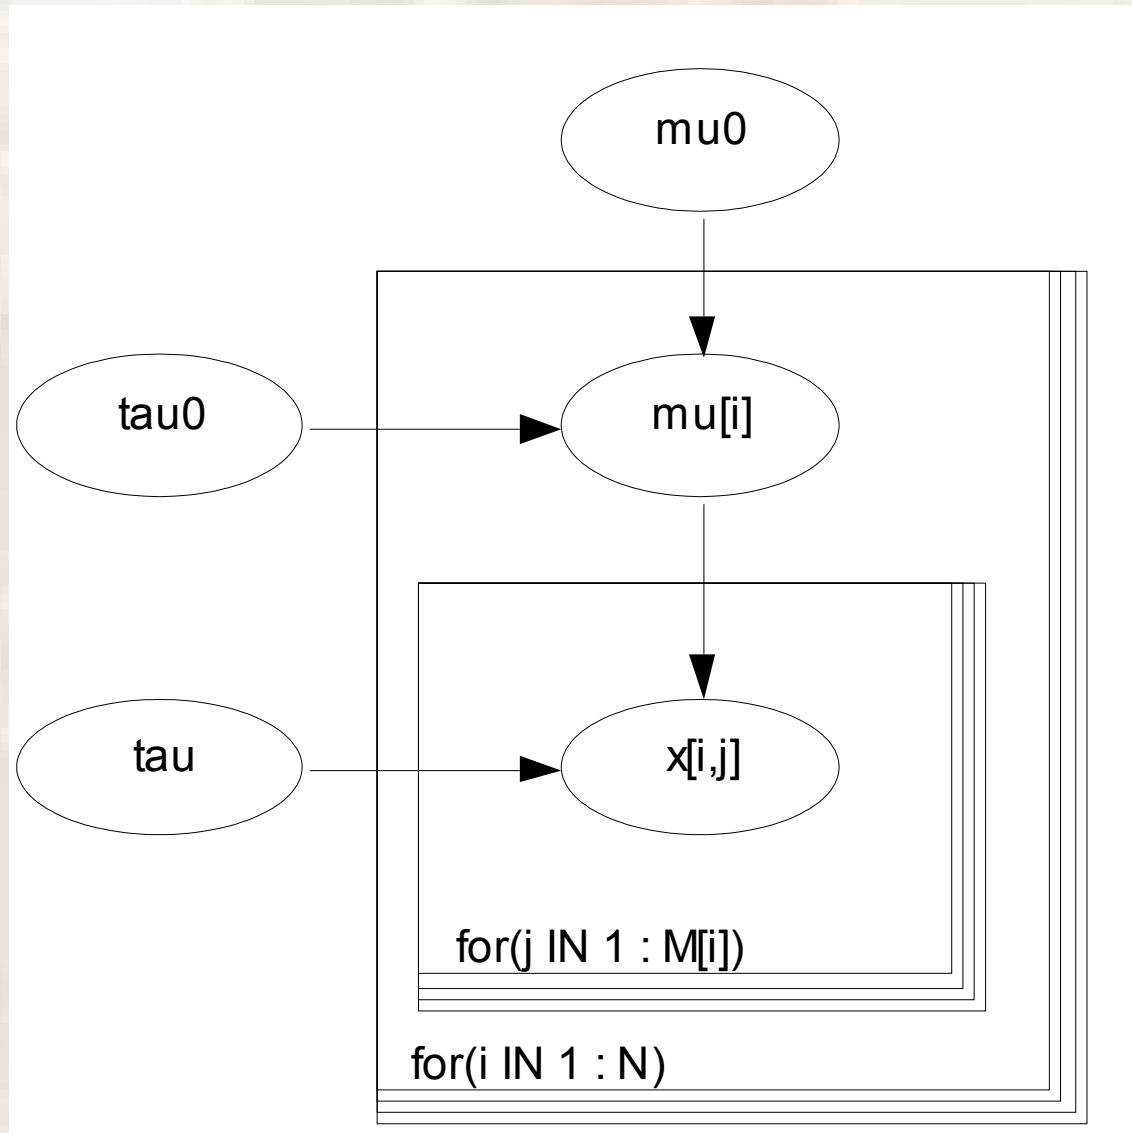 mu0
tau0
mu[i]
tau
x[i,j]
for(j IN 1 : M[i])
for(i IN 1 : N)